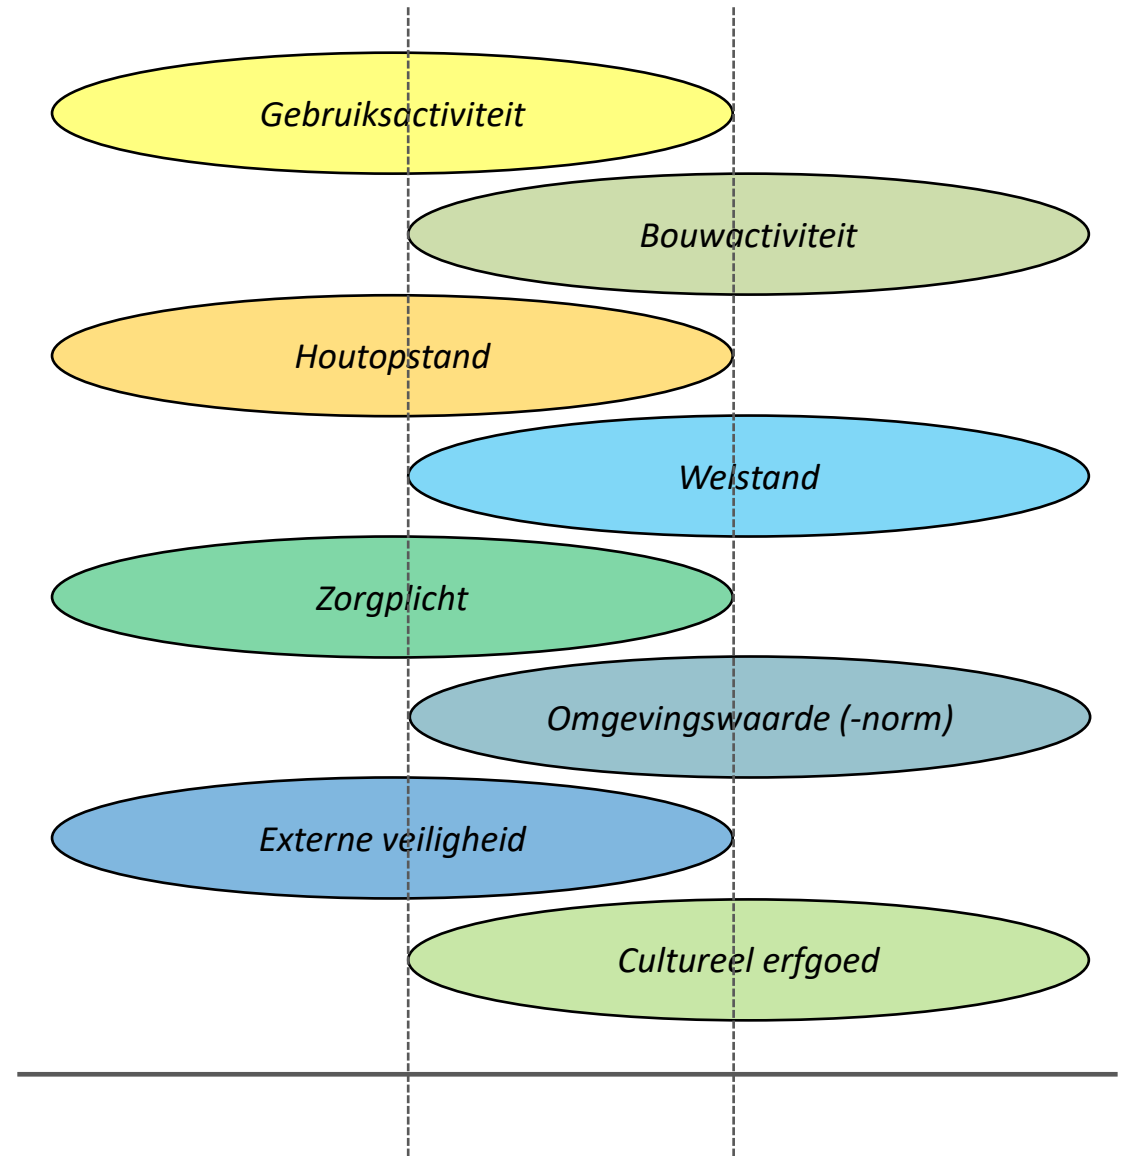 Gebruiksactiviteit
Bouwactiviteit
Houtopstand
Welstand
Zorgplicht
Omgevingswaarde (-norm)
Externe veiligheid
Cultureel erfgoed